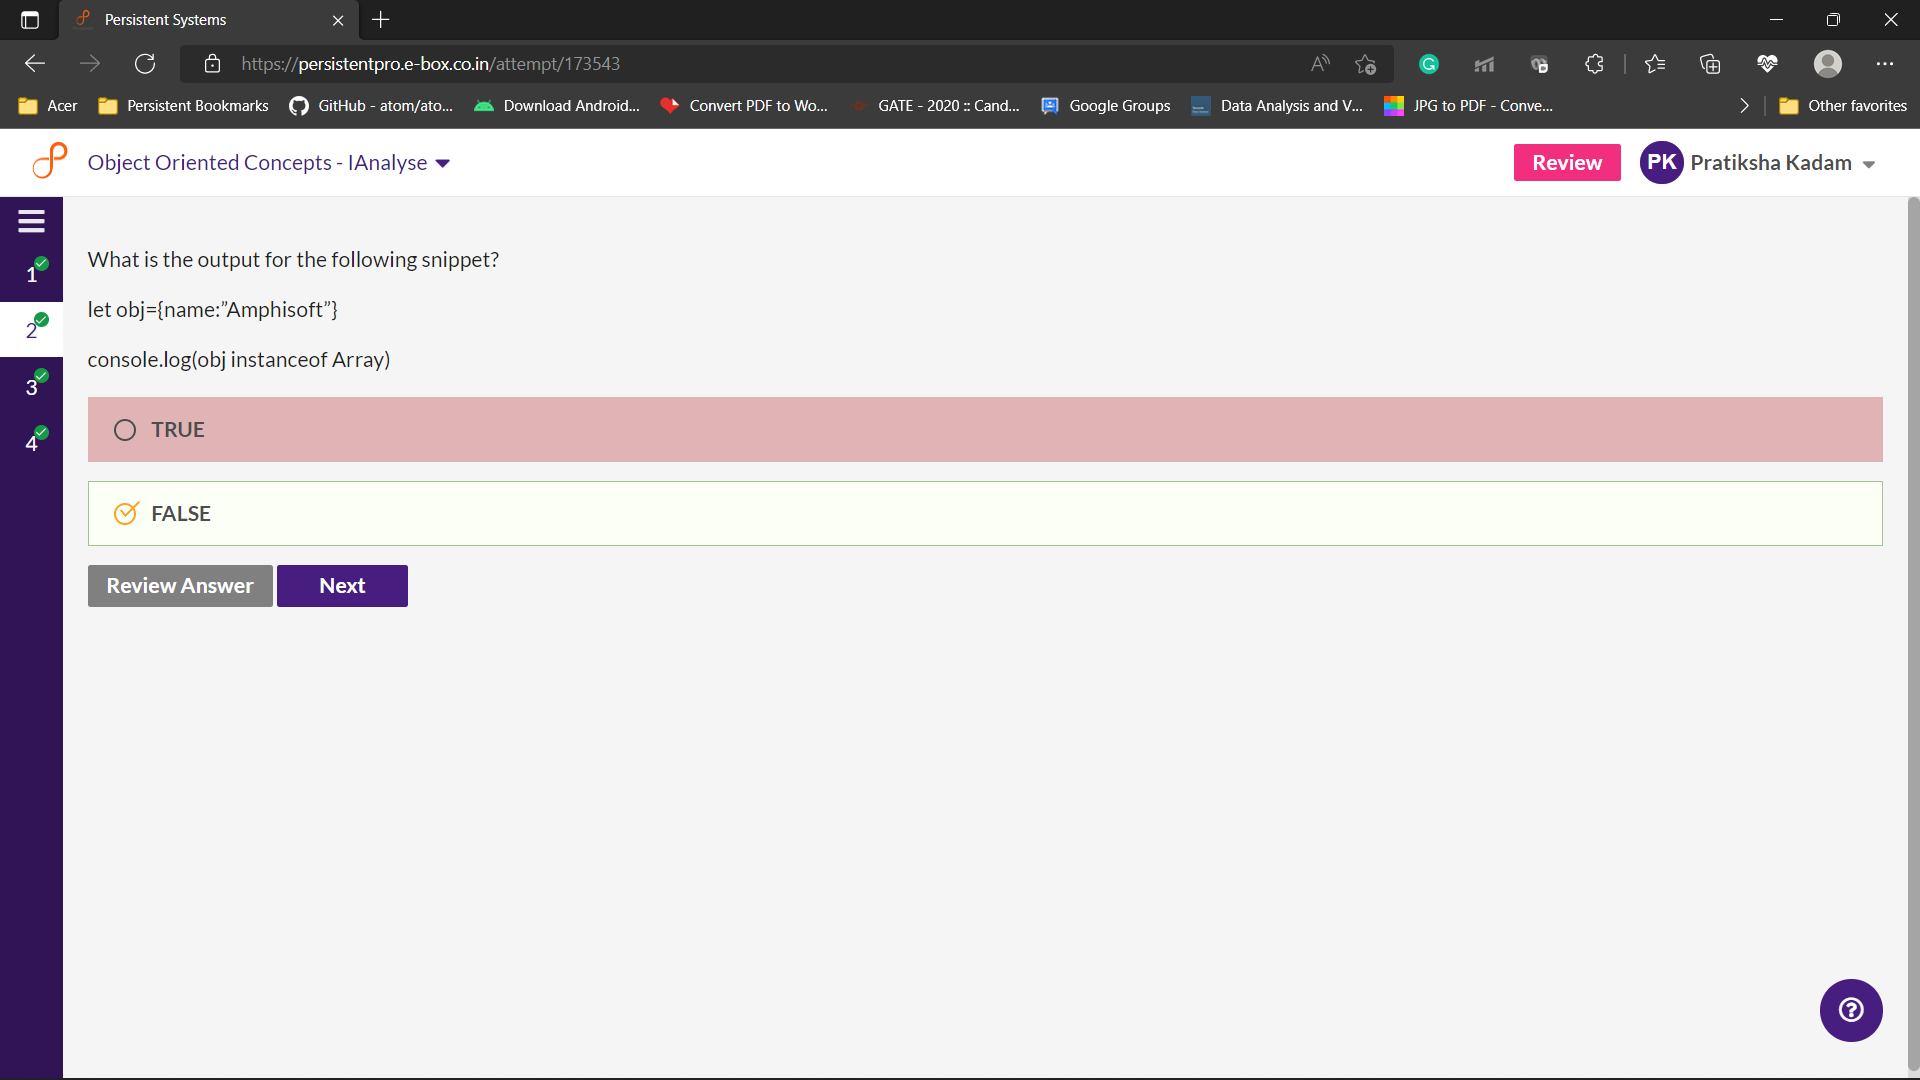 Persistent Systems
https://persistentpro.e-box.co.in/attempt/173543
Acer
Persistent Bookmarks
GitHub - atom/ato...
Download Android...
Convert PDF to Wo...
GATE - 2020 :: Cand...
Google Groups
Data Analysis and V...
JPG to PDF - Conve...
Other favorites
Object Oriented Concepts - IAnalyse
Review
PK Pratiksha Kadam
1
2
3
4
What is the output for the following snippet?
let obj={name:”Amphisoft”}
console.log(obj instanceof Array)
TRUE
FALSE
Review Answer
Next